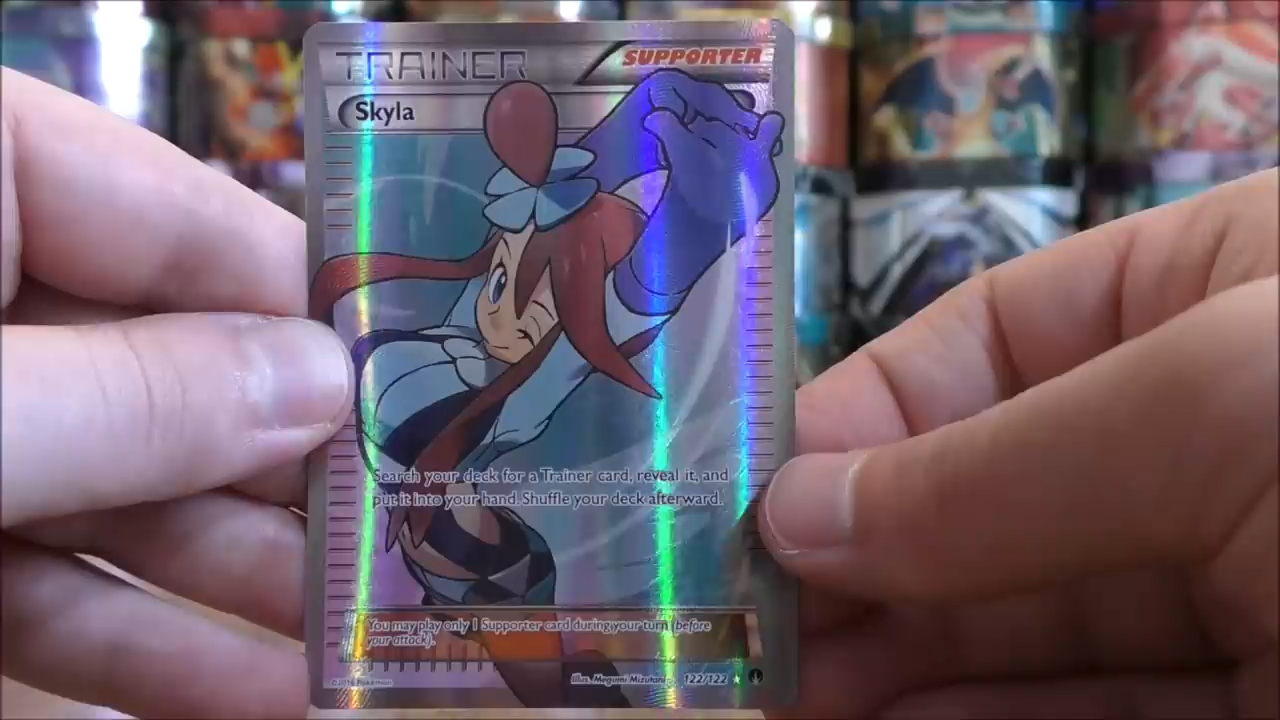 TRAINER
SUPPORTER
Skyla
Search your deck for a Trainer card, reveal it, and
put it into your hand. Shuffle your deck afterward.
You may play only 1 Supporter card during your turn (before
your attack).
©2016 Pokémon
Illus. Megumi Mizutani
122/122